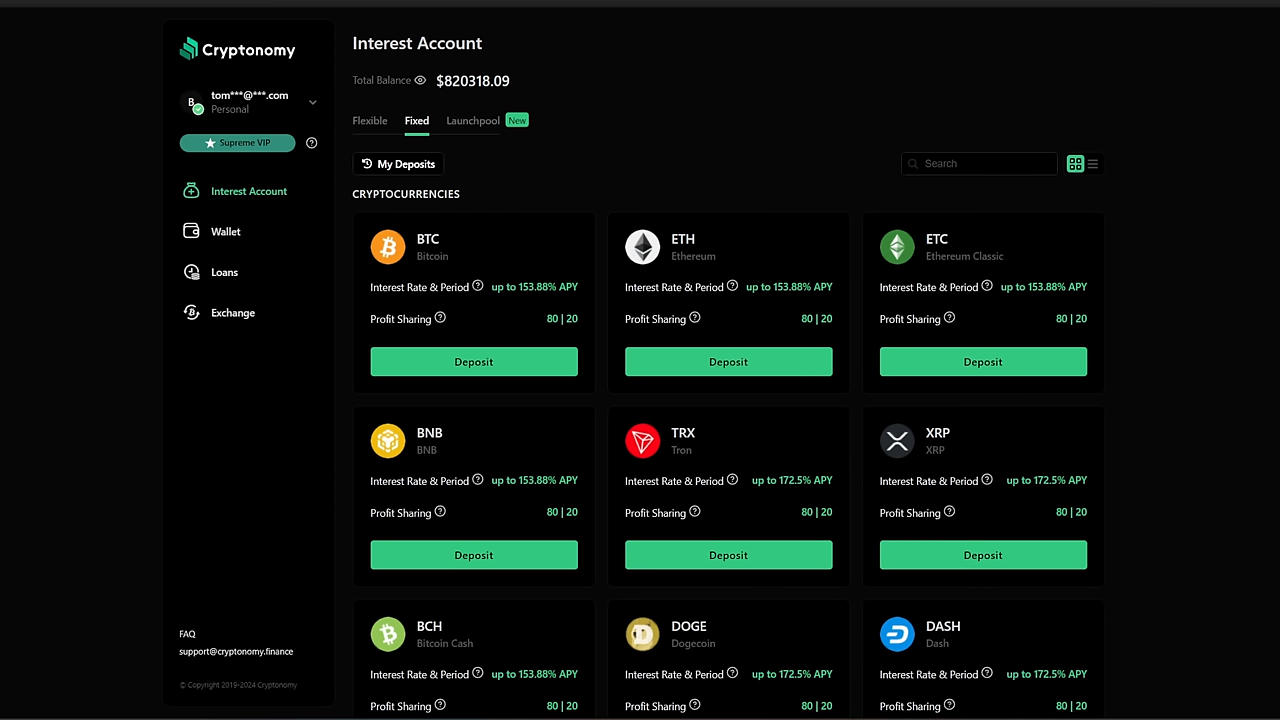 Cryptonomy
B
tom***@***.com
Personal
Supreme VIP
Interest Account
Wallet
Loans
Exchange
FAQ
support@cryptonomy.finance
© Copyright 2019-2024 Cryptonomy
Interest Account
Total Balance $820318.09
Flexible Fixed Launchpool New
My Deposits
Search
CRYPTOCURRENCIES
BTC
Bitcoin
Interest Rate & Period up to 153.88% APY
Profit Sharing 80 | 20
Deposit
ETH
Ethereum
Interest Rate & Period up to 153.88% APY
Profit Sharing 80 | 20
Deposit
ETC
Ethereum Classic
Interest Rate & Period up to 153.88% APY
Profit Sharing 80 | 20
Deposit
BNB
BNB
Interest Rate & Period up to 153.88% APY
Profit Sharing 80 | 20
Deposit
TRX
Tron
Interest Rate & Period up to 172.5% APY
Profit Sharing 80 | 20
Deposit
XRP
XRP
Interest Rate & Period up to 172.5% APY
Profit Sharing 80 | 20
Deposit
BCH
Bitcoin Cash
Interest Rate & Period up to 153.88% APY
Profit Sharing 80 | 20
DOGE
Dogecoin
Interest Rate & Period up to 172.5% APY
Profit Sharing 80 | 20
DASH
Dash
Interest Rate & Period up to 172.5% APY
Profit Sharing 80 | 20